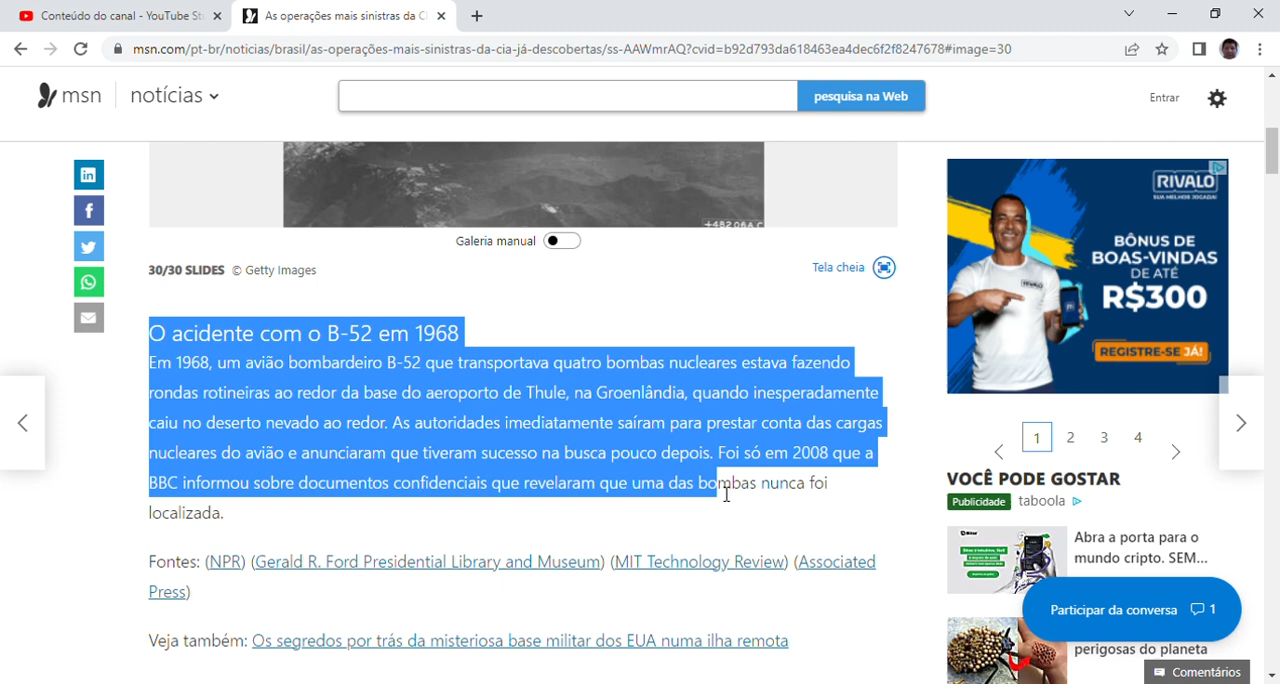 Conteúdo do canal - YouTube St
As operações mais sinistras da C
msn.com/pt-br/noticias/brasil/as-operações-mais-sinistras-da-cia-já-descobertas/ss-AAWmrAQ?cvid=b92d793da618463ea4dec6f2f8247678#image=30
msn
notícias
pesquisa na Web
Entrar
+482 06A.C
Galeria manual
30/30 SLIDES © Getty Images
Tela cheia
O acidente com o B-52 em 1968
Em 1968, um avião bombardeiro B-52 que transportava quatro bombas nucleares estava fazendo
rondas rotineiras ao redor da base do aeroporto de Thule, na Groenlândia, quando inesperadamente
caiu no deserto nevado ao redor. As autoridades imediatamente saíram para prestar conta das cargas
nucleares do avião e anunciaram que tiveram sucesso na busca pouco depois. Foi só em 2008 que a
BBC informou sobre documentos confidenciais que revelaram que uma das bombas nunca foi
localizada.
Fontes: (NPR) (Gerald R. Ford Presidential Library and Museum) (MIT Technology Review) (Associated
Press)
Veja também: Os segredos por trás da misteriosa base militar dos EUA numa ilha remota
RIVALO
SUA MELHOR JOGADA!
BÔNUS DE
BOAS-VINDAS
DE ATÉ
R$300
REGISTRE-SE JÁ!
1 2 3 4
VOCÊ PODE GOSTAR
Publicidade taboola
Abra a porta para o
mundo cripto. SEM...
Participar da conversa 1
perigosas do planeta
Comentários